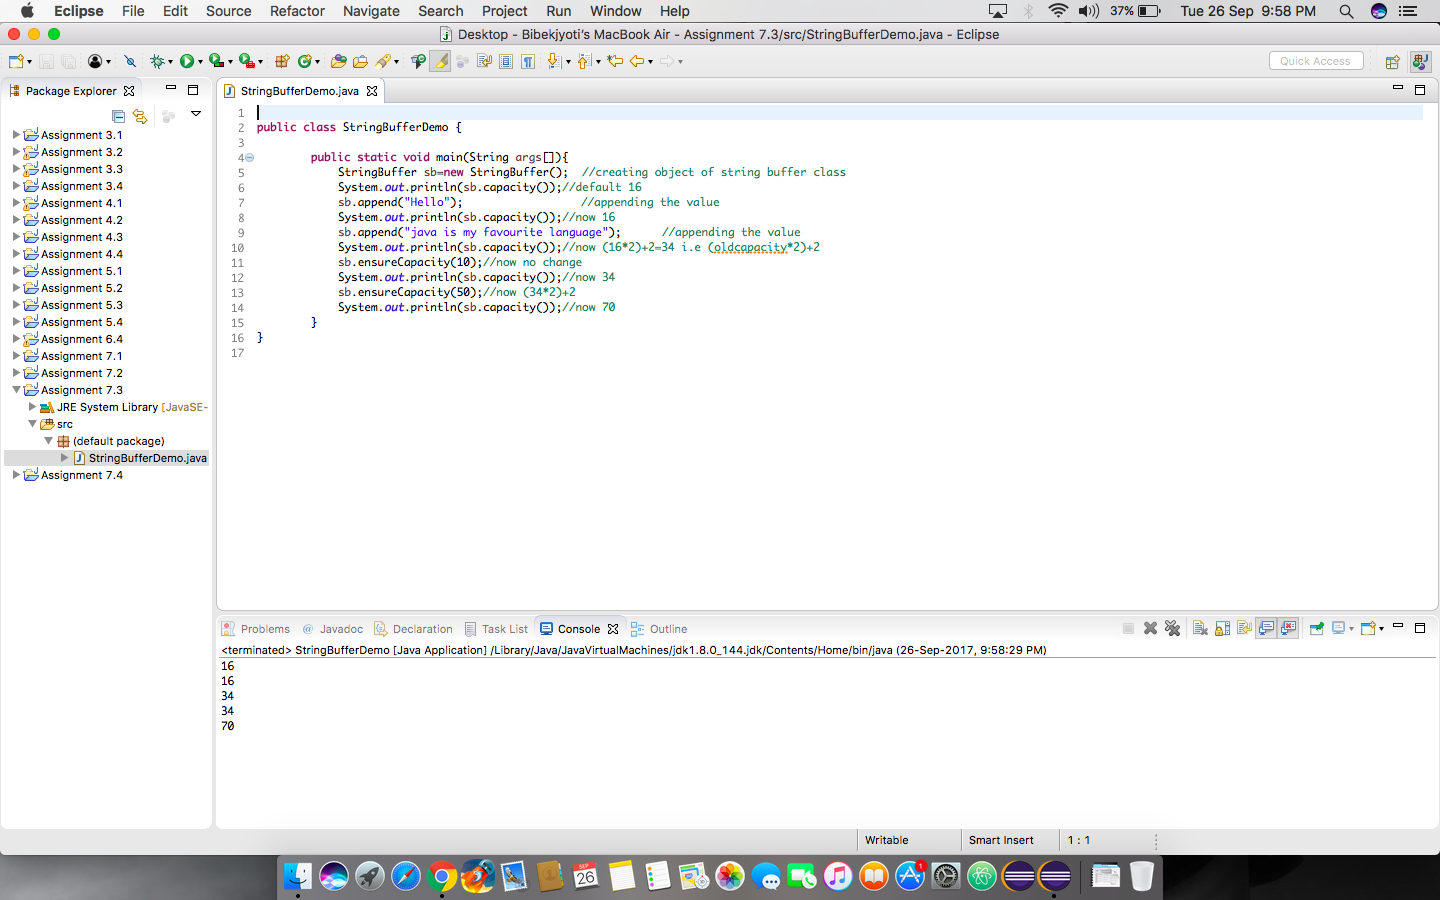 Eclipse File Edit Source Refactor Navigate Search Project Run Window Help 37% Tue 26 Sep 9:58 PM
Desktop - Bibekjyoti's MacBook Air - Assignment 7.3/src/StringBufferDemo.java - Eclipse
Quick Access
Package Explorer
Assignment 3.1
Assignment 3.2
Assignment 3.3
Assignment 3.4
Assignment 4.1
Assignment 4.2
Assignment 4.3
Assignment 4.4
Assignment 5.1
Assignment 5.2
Assignment 5.3
Assignment 5.4
Assignment 6.4
Assignment 7.1
Assignment 7.2
Assignment 7.3
JRE System Library [JavaSE-
src
(default package)
StringBufferDemo.java
Assignment 7.4
StringBufferDemo.java
1
2 public class StringBufferDemo {
3
4 public static void main(String args[]){
5 StringBuffer sb=new StringBuffer(); //creating object of string buffer class
6 System.out.println(sb.capacity());//default 16
7 sb.append("Hello"); //appending the value
8 System.out.println(sb.capacity());//now 16
9 sb.append("java is my favourite language"); //appending the value
10 System.out.println(sb.capacity());//now (16*2)+2=34 i.e (oldcapacity*2)+2
11 sb.ensureCapacity(10);//now no change
12 System.out.println(sb.capacity());//now 34
13 sb.ensureCapacity(50);//now (34*2)+2
14 System.out.println(sb.capacity());//now 70
15 }
16 }
17
Problems @ Javadoc Declaration Task List Console Outline
<terminated> StringBufferDemo [Java Application] /Library/Java/JavaVirtualMachines/jdk1.8.0_144.jdk/Contents/Home/bin/java (26-Sep-2017, 9:58:29 PM)
16
16
34
34
70
Writable Smart Insert 1 : 1
SEP
26
1